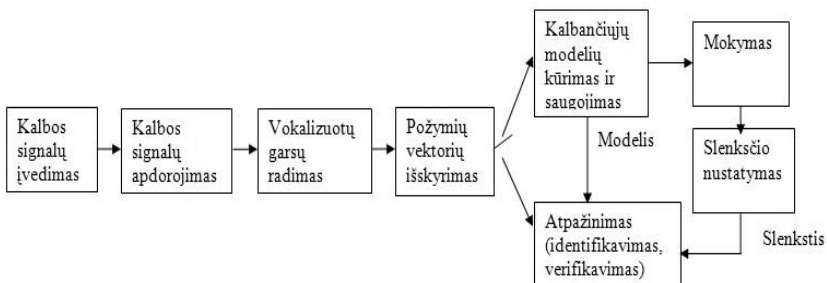 Kalbos
signalų
įvedimas
Kalbos
signalų
apdorojimas
Vokalizuotų
garsų
radimas
Požymių
vektorių
išskyrimas
Kalbančiųjų
modelių
kūrimas ir
saugojimas
Mokymas
Modelis
Slenksčio
nustatymas
Atpažinimas
(identifikavimas,
verifikavimas)
Slenkstis